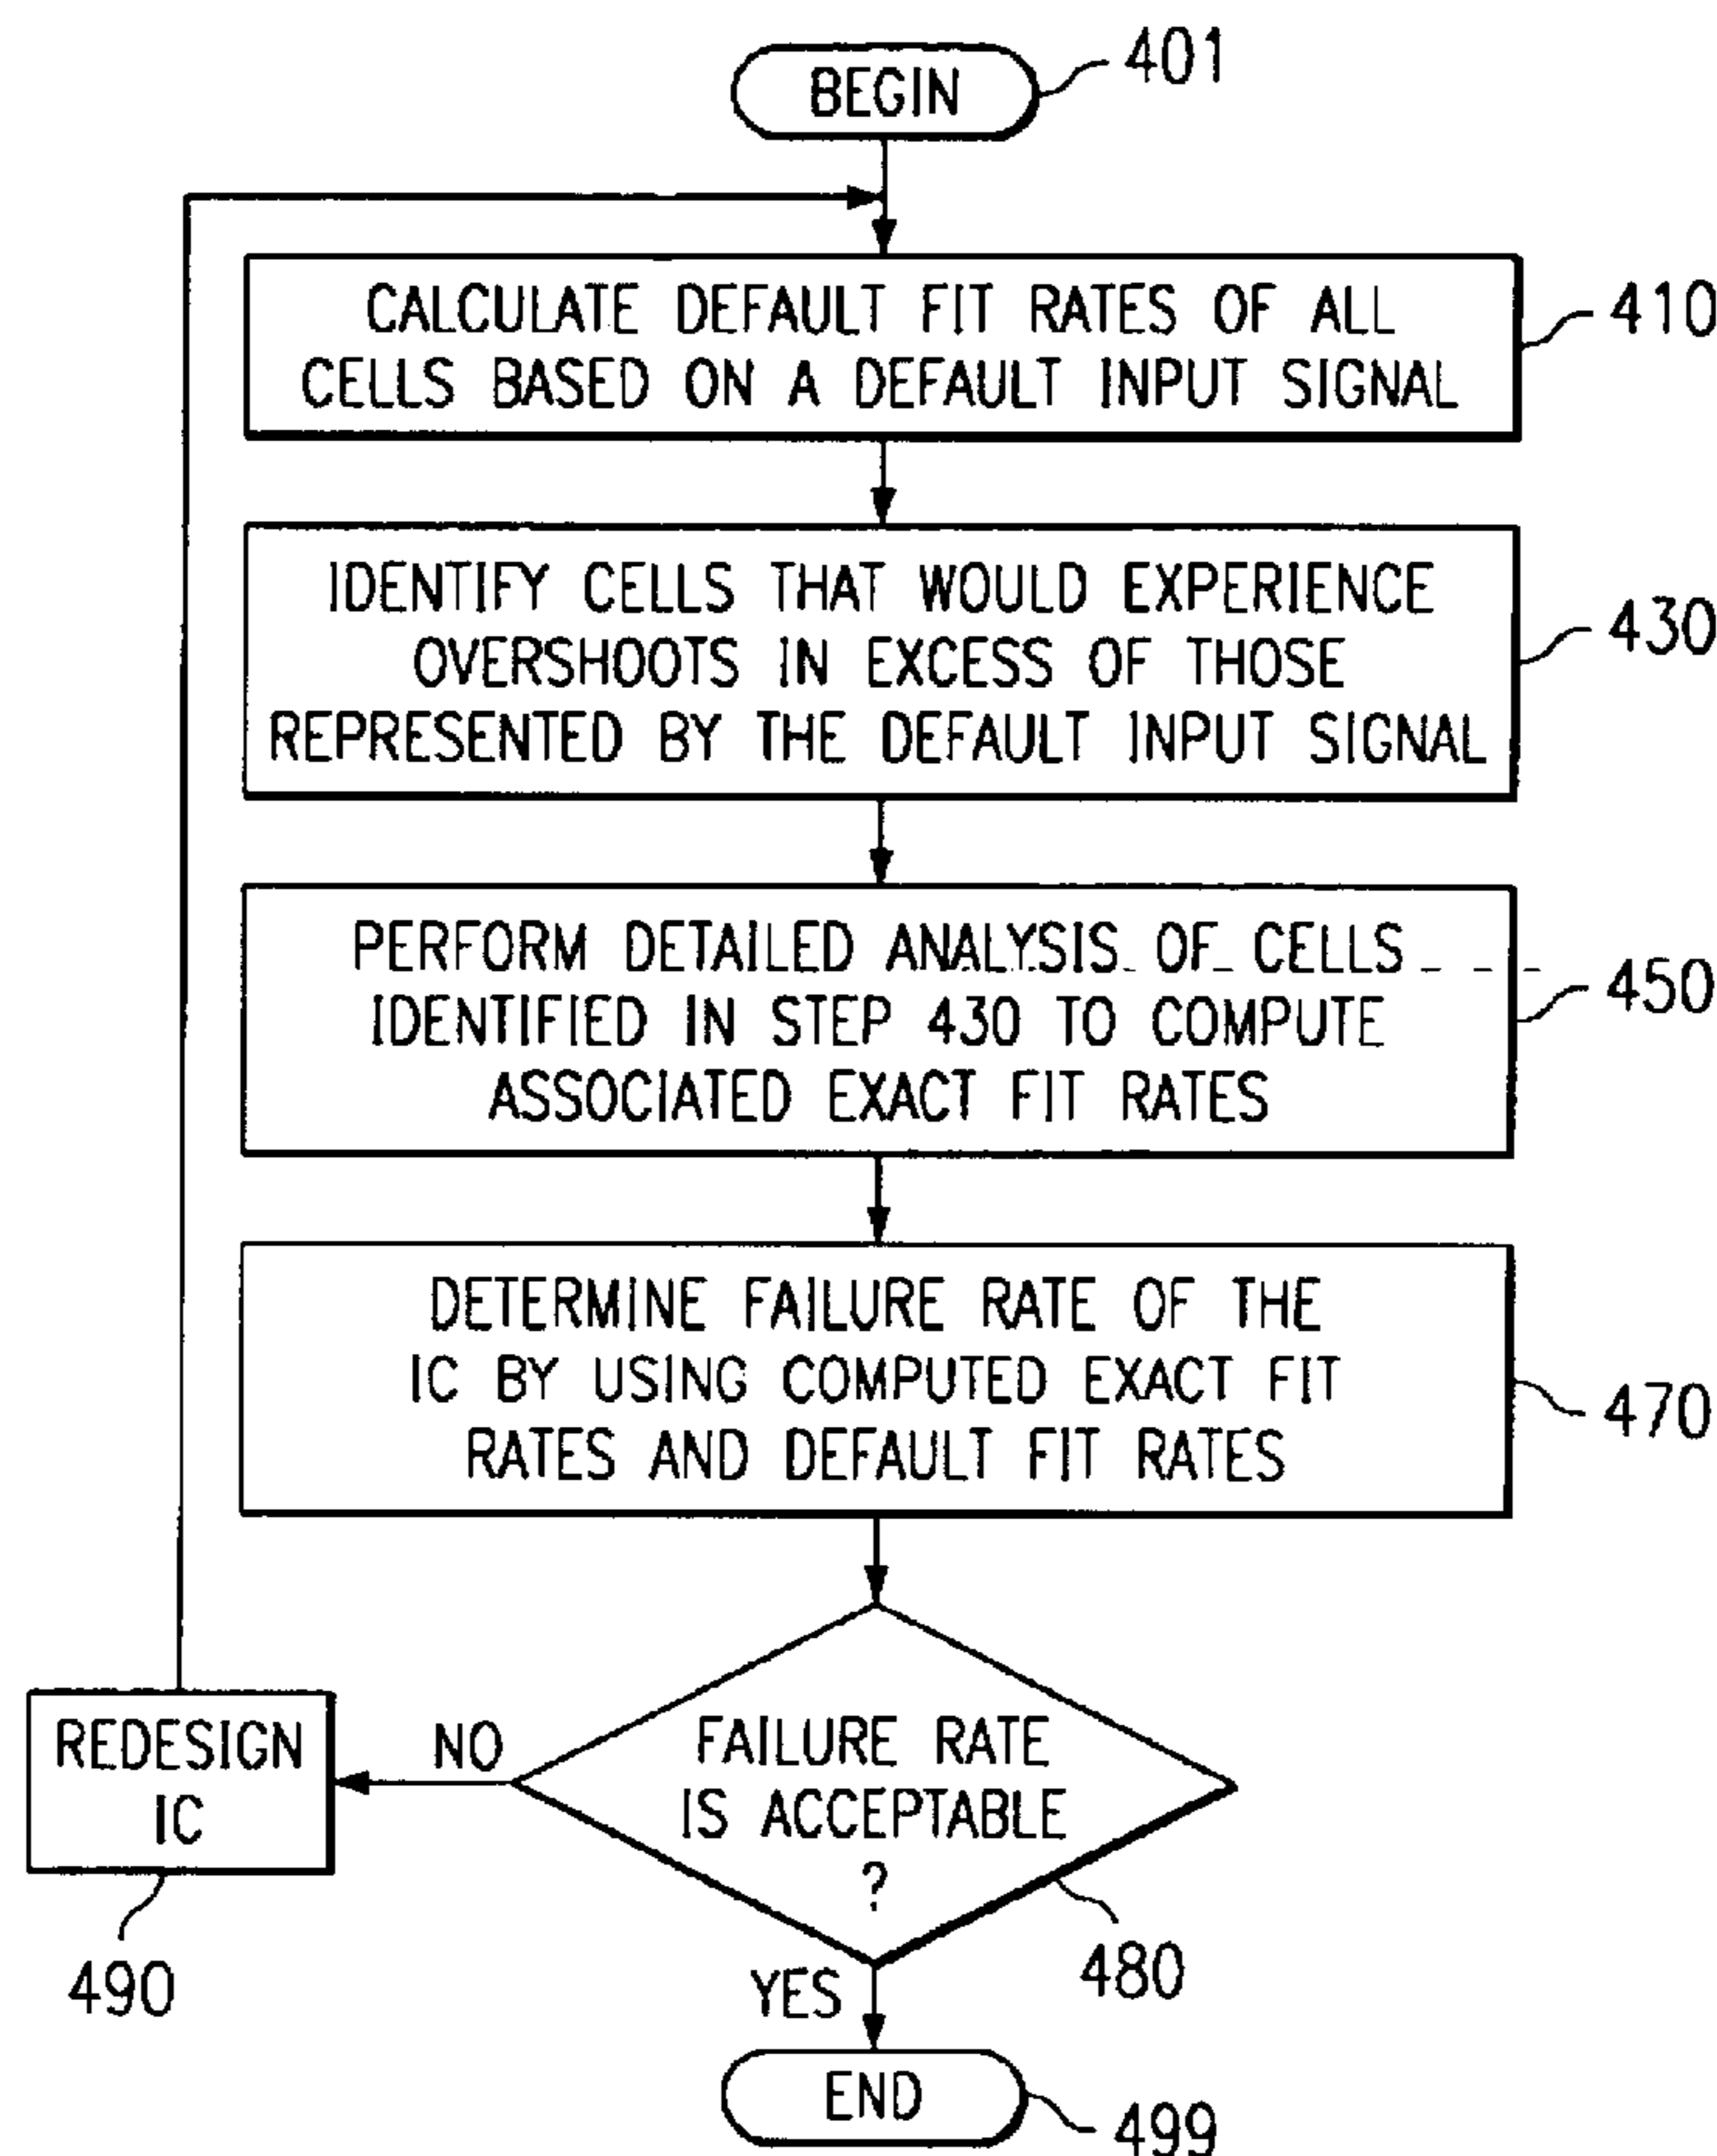 BEGIN
401
CALCULATE DEFAULT FIT RATES OF ALL
CELLS BASED ON A DEFAULT INPUT SIGNAL
410
IDENTIFY CELLS THAT WOULD EXPERIENCE
OVERSHOOTS IN EXCESS OF THOSE
REPRESENTED BY THE DEFAULT INPUT SIGNAL
430
PERFORM DETAILED ANALYSIS OF CELLS
IDENTIFIED IN STEP 430 TO COMPUTE
ASSOCIATED EXACT FIT RATES
450
DETERMINE FAILURE RATE OF THE
IC BY USING COMPUTED EXACT FIT
RATES AND DEFAULT FIT RATES
470
FAILURE RATE
IS ACCEPTABLE
?
480
NO
REDESIGN
IC
490
YES
END
499